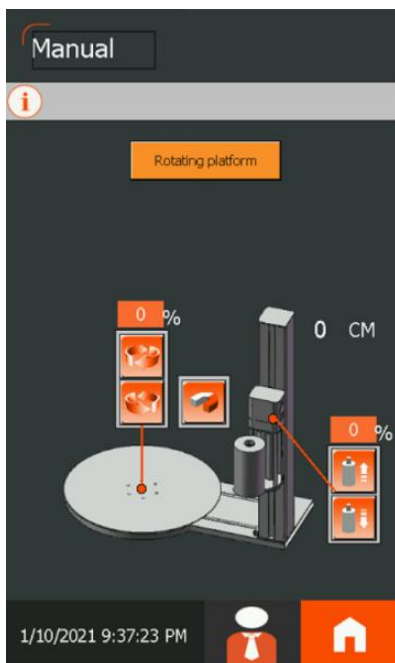 Manual
i
Rotating platform
0 %
0 CM
0 %
1/10/2021 9:37:23 PM